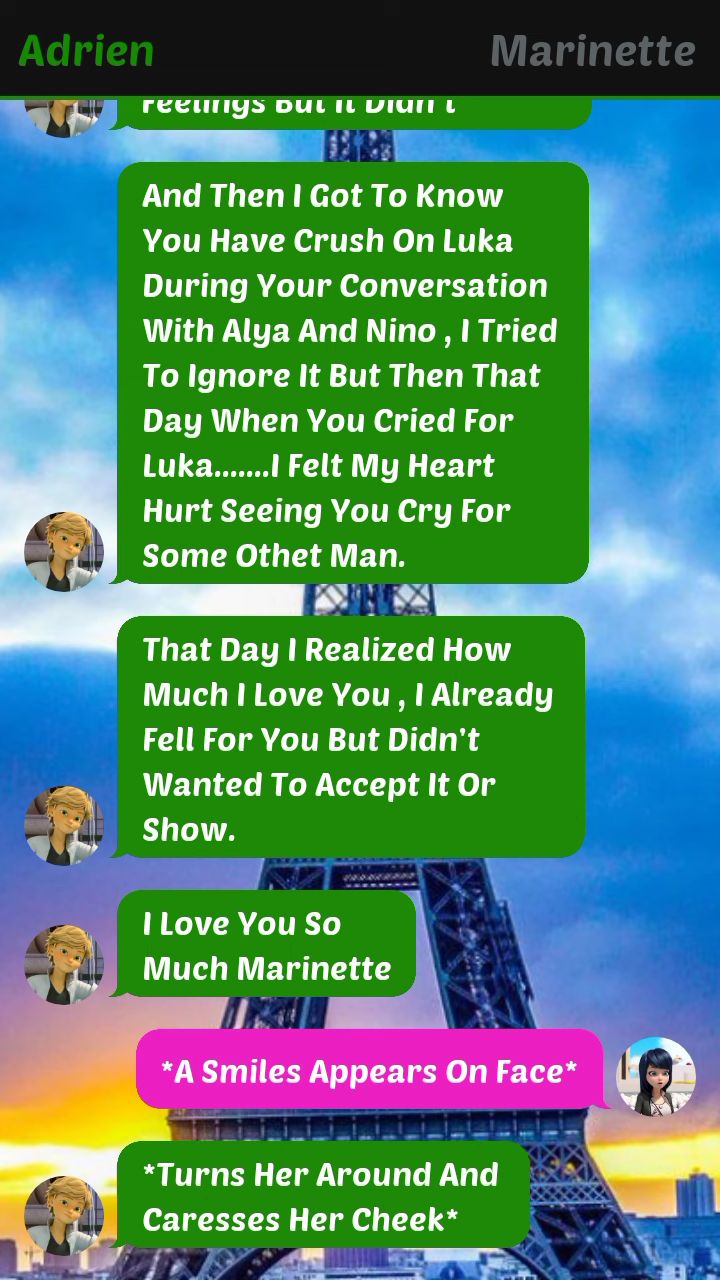 Adrien Marinette
Feelings But It Didn't
And Then I Got To Know
You Have Crush On Luka
During Your Conversation
With Alya And Nino , I Tried
To Ignore It But Then That
Day When You Cried For
Luka.......I Felt My Heart
Hurt Seeing You Cry For
Some Othet Man.
That Day I Realized How
Much I Love You , I Already
Fell For You But Didn't
Wanted To Accept It Or
Show.
I Love You So
Much Marinette
*A Smiles Appears On Face*
*Turns Her Around And
Caresses Her Cheek*